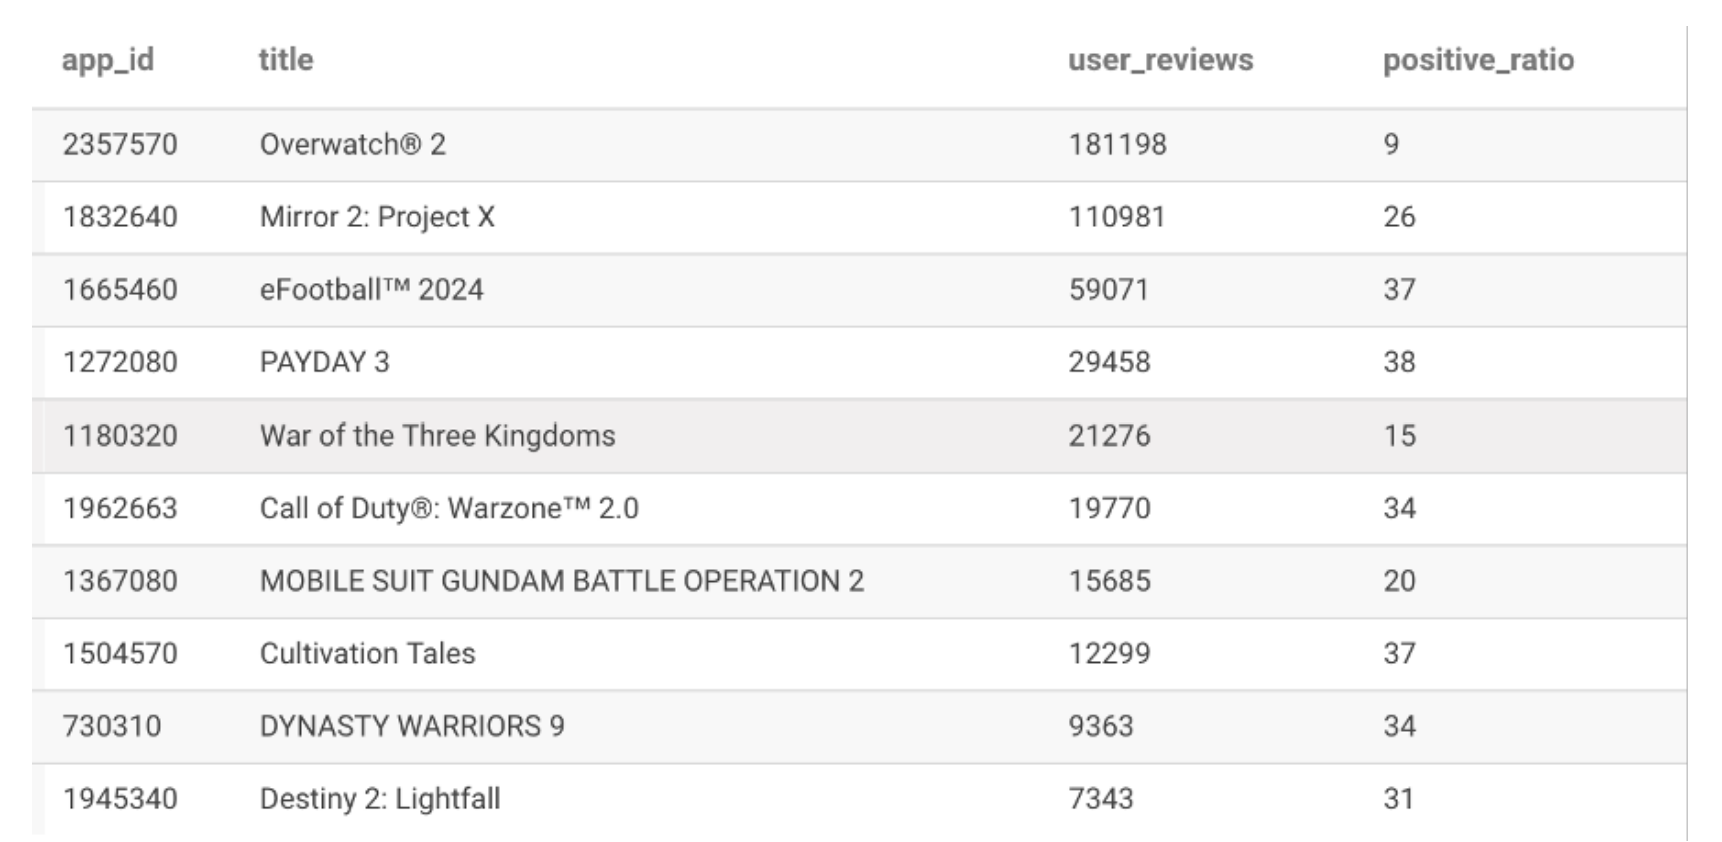 app_id title user_reviews positive_ratio
2357570 Overwatch® 2 181198 9
1832640 Mirror 2: Project X 110981 26
1665460 eFootball™ 2024 59071 37
1272080 PAYDAY 3 29458 38
1180320 War of the Three Kingdoms 21276 15
1962663 Call of Duty®: Warzone™ 2.0 19770 34
1367080 MOBILE SUIT GUNDAM BATTLE OPERATION 2 15685 20
1504570 Cultivation Tales 12299 37
730310 DYNASTY WARRIORS 9 9363 34
1945340 Destiny 2: Lightfall 7343 31